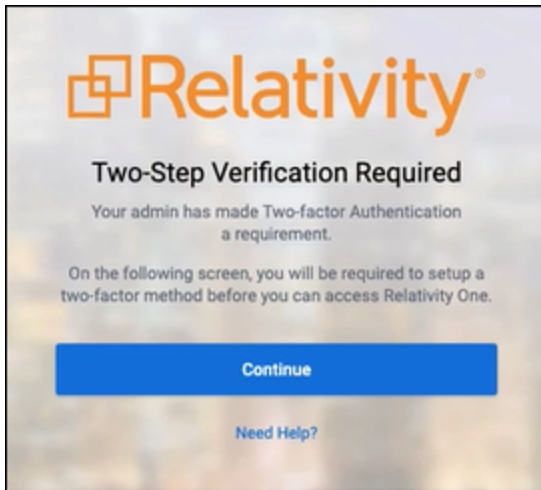 Relativity®
Two-Step Verification Required
Your admin has made Two-factor Authentication
a requirement.
On the following screen, you will be required to setup a
two-factor method before you can access Relativity One.
Continue
Need Help?